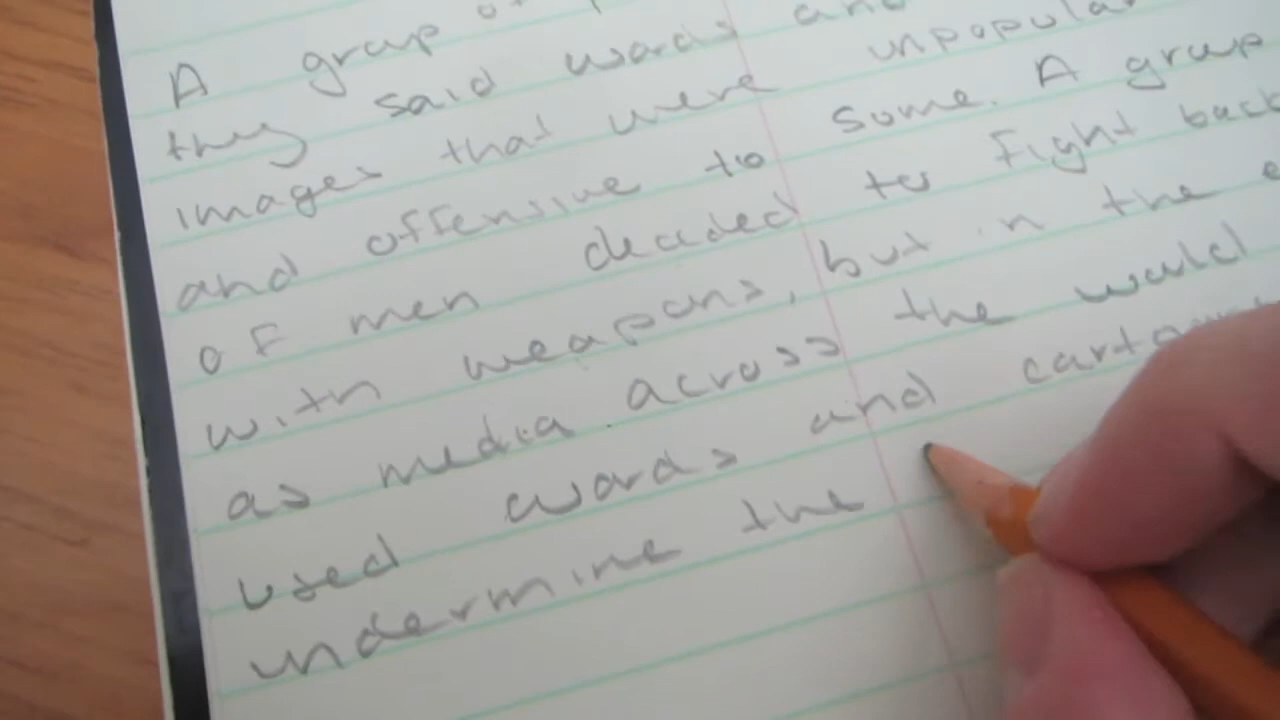 A group of
they said words and
images that were unpopular
and offensive to some. A group
of men decided to fight back
with weapons, but in the
as media across the world
used words and
undermine the